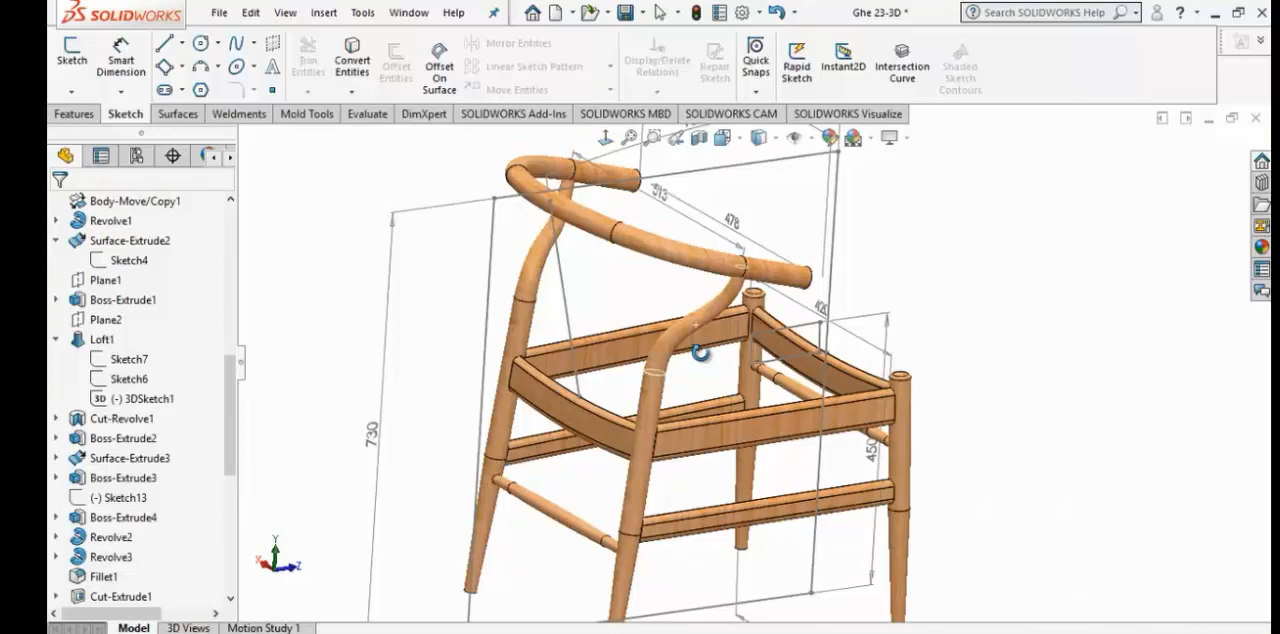 SOLIDWORKS File Edit View Insert Tools Window Help Ghe 23-3D * Search SOLIDWORKS Help
Sketch Smart Dimension Trim Entities Convert Entities Offset Entities Offset On Surface Mirror Entities Linear Sketch Pattern Move Entities Display/Delete Relations Repair Sketch Quick Snaps Rapid Sketch Instant2D Intersection Curve Shaded Sketch Contours
Features Sketch Surfaces Weldments Mold Tools Evaluate DimXpert SOLIDWORKS Add-Ins SOLIDWORKS MBD SOLIDWORKS CAM SOLIDWORKS Visualize
Body-Move/Copy1
Revolve1
Surface-Extrude2
Sketch4
Plane1
Boss-Extrude1
Plane2
Loft1
Sketch7
Sketch6
3D (-) 3DSketch1
Cut-Revolve1
Boss-Extrude2
Surface-Extrude3
Boss-Extrude3
(-) Sketch13
Boss-Extrude4
Revolve2
Revolve3
Fillet1
Cut-Extrude1
513
478
730
450
Y
X
Z
Model 3D Views Motion Study 1